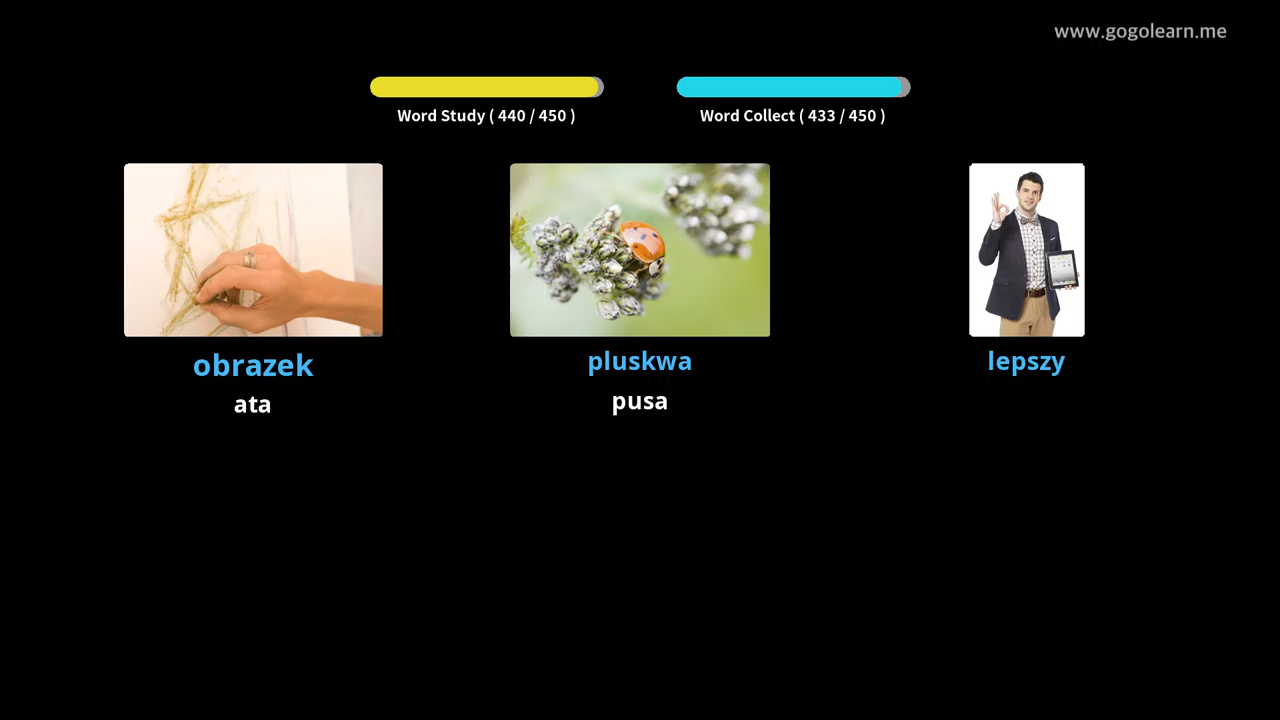 www.gogolearn.me
Word Study ( 440 / 450 )
Word Collect ( 433 / 450 )
obrazek
ata
pluskwa
pusa
lepszy